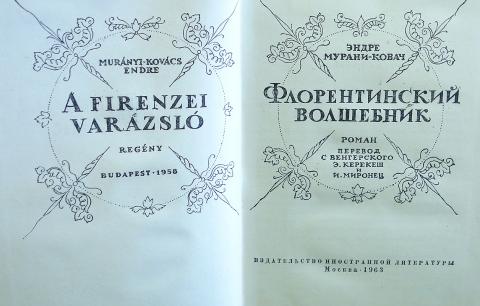 MURÁNYI-KOVÁCS
ENDRE
A FIRENZEI
VARÁZSLÓ
REGÉNY
BUDAPEST · 1958
ЭНДРЕ
МУРАНИ-КОВАЧ
ФЛОРЕНТИНСКИЙ
ВОЛШЕБНИК
РОМАН
ПЕРЕВОД
С ВЕНГЕРСКОГО
Э. КЕРЕКЕШ
И
И. МИРОНЕЦ
ИЗДАТЕЛЬСТВО ИНОСТРАННОЙ ЛИТЕРАТУРЫ
Москва · 1963